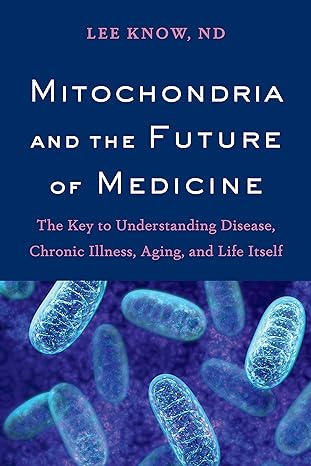 LEE KNOW, ND
MITOCHONDRIA
AND THE FUTURE
OF MEDICINE
The Key to Understanding Disease,
Chronic Illness, Aging, and Life Itself